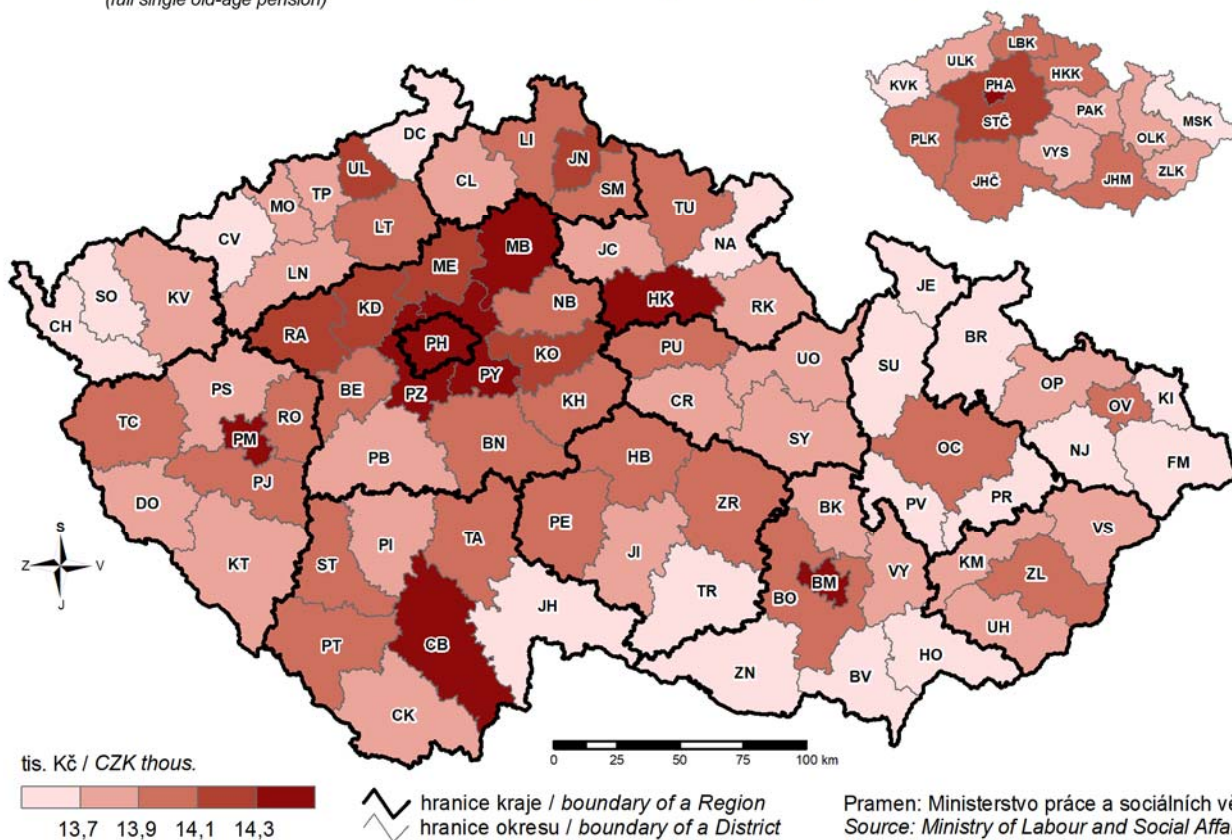 (full single old-age pension)
LBK
ULK
HKK
KVK
PHA
PAK
MSK
STČ
OLK
PLK
VYS
ZLK
JHČ
JHM
DC
LI
UL
JN
CL
TP
SM
MO
TU
LT
CV
MB
JC
NA
ME
LN
JE
SO
KV
KD
NB
HK
RK
CH
RA
BR
PH
PU
KO
UO
SU
PY
PS
BE
PZ
OP
KI
OV
TC
RO
KH
CR
PM
BN
SY
OC
NJ
PB
HB
FM
PJ
ZR
PV
PR
DO
BK
VS
PE
TA
PI
JI
KM
KT
ST
VY
ZL
BM
TR
BO
JH
UH
PT
CB
HO
ZN
BV
CK
S
Z V
J
0 25 50 75 100 km
tis. Kč / CZK thous.
13,7 13,9 14,1 14,3
hranice kraje / boundary of a Region
hranice okresu / boundary of a District
Pramen: Ministerstvo práce a sociálních
Source: Ministry of Labour and Social